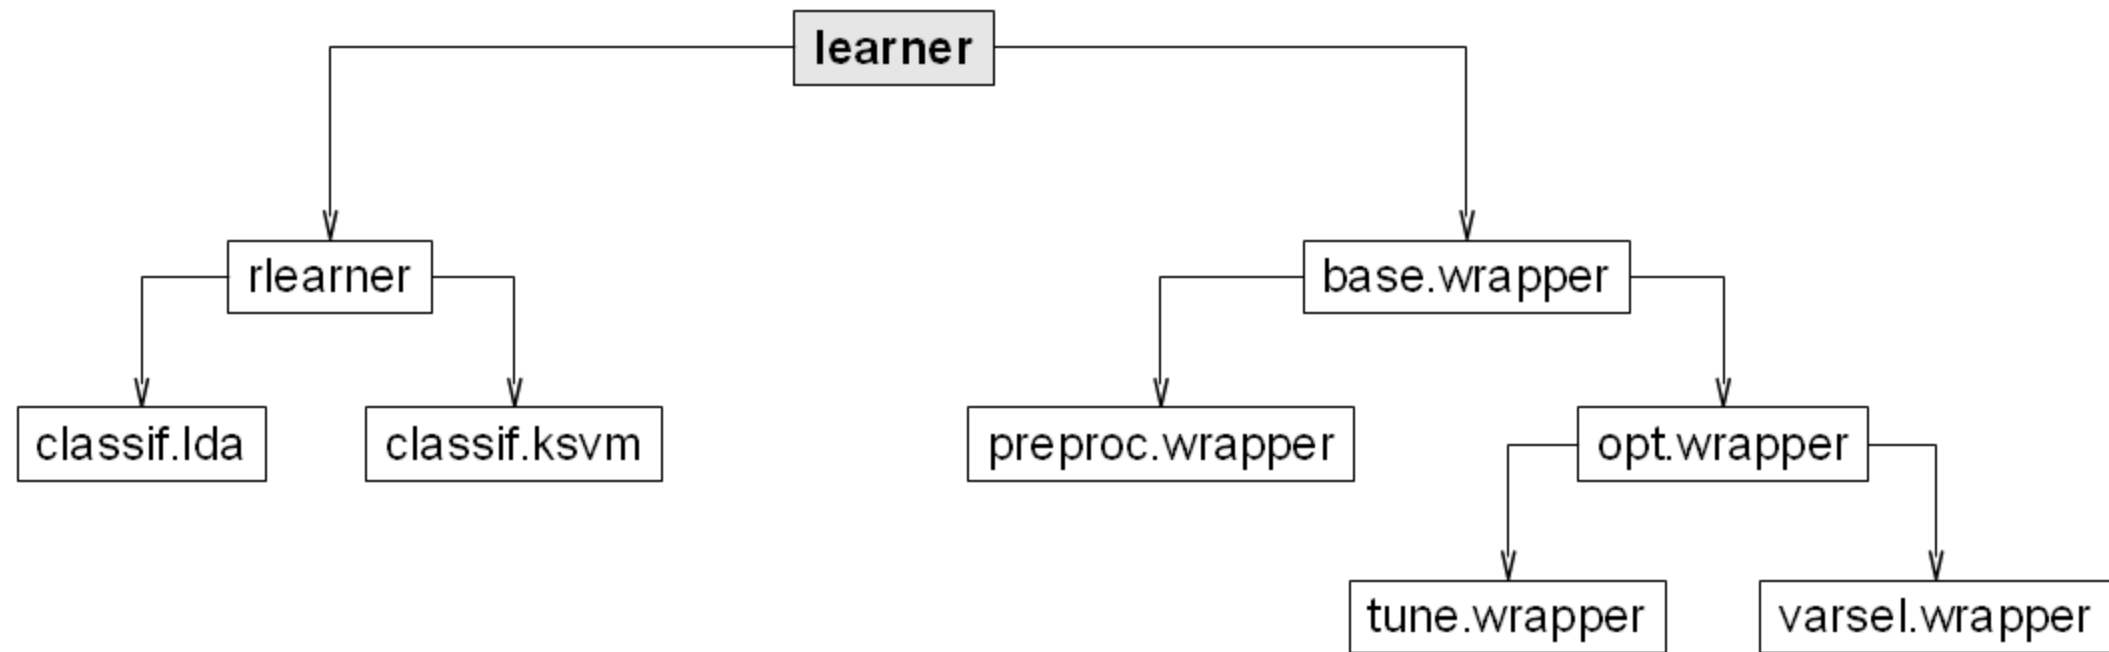 learner
rlearner
base.wrapper
classif.lda
classif.ksvm
preproc.wrapper
opt.wrapper
tune.wrapper
varsel.wrapper